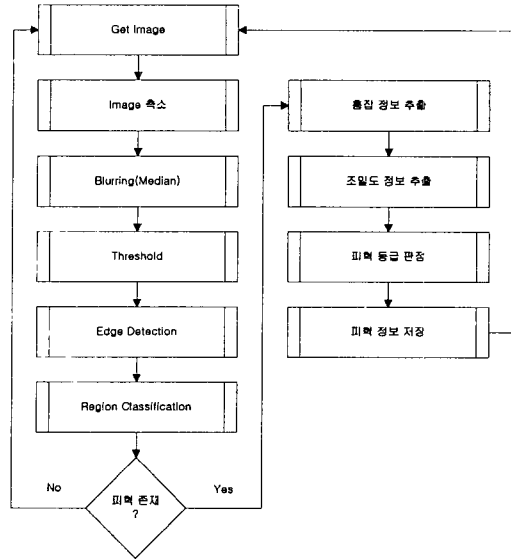 Get Image
Image 축소
Blurring(Median)
Threshold
Edge Detection
Region Classification
피혁 존재
?
No
Yes
흠집 정보 추출
조밀도 정보 추출
피혁 등급 판정
피혁 정보 저장